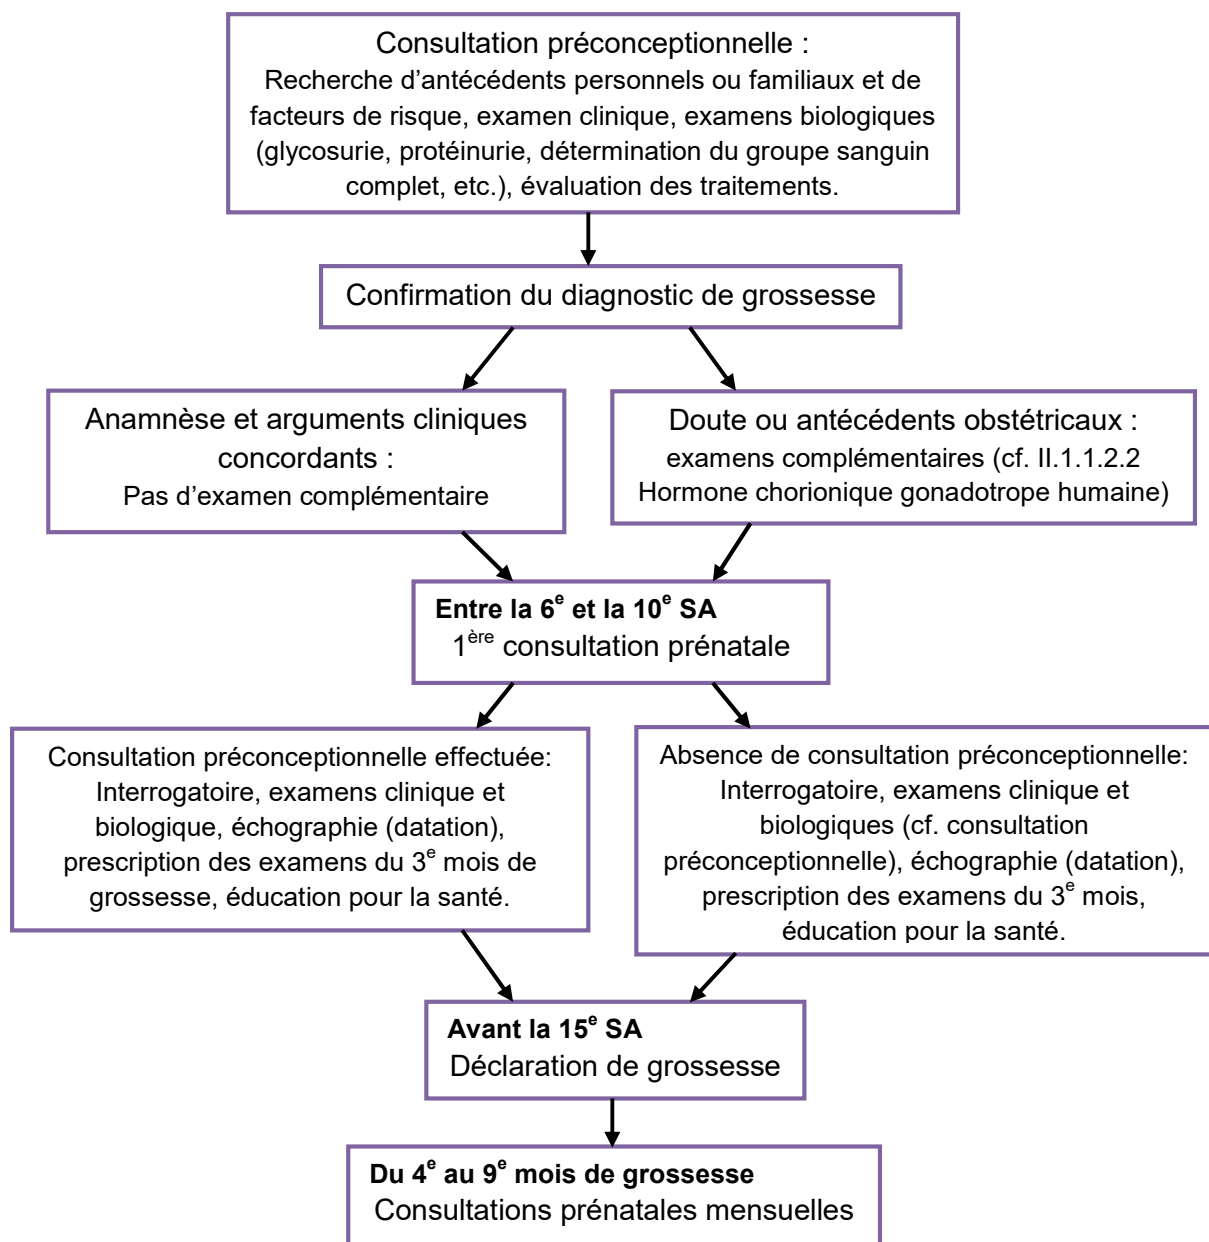 Consultation préconceptionnelle :
Recherche d'antécédents personnels ou familiaux et de
facteurs de risque, examen clinique, examens biologiques
(glycosurie, protéinurie, détermination du groupe sanguin
complet, etc.), évaluation des traitements.
Confirmation du diagnostic de grossesse
Anamnèse et arguments cliniques
concordants :
Pas d'examen complémentaire
Doute ou antécédents obstétricaux :
examens complémentaires (cf. II.1.1.2.2
Hormone chorionique gonadotrope humaine)
Entre la 6e et la 10e SA
1ère consultation prénatale
Consultation préconceptionnelle effectuée:
Interrogatoire, examens clinique et
biologique, échographie (datation),
prescription des examens du 3e mois de
grossesse, éducation pour la santé.
Absence de consultation préconceptionnelle:
Interrogatoire, examens clinique et
biologiques (cf. consultation
préconceptionnelle), échographie (datation),
prescription des examens du 3e mois,
éducation pour la santé.
Avant la 15e SA
Déclaration de grossesse
Du 4e au 9e mois de grossesse
Consultations prénatales mensuelles